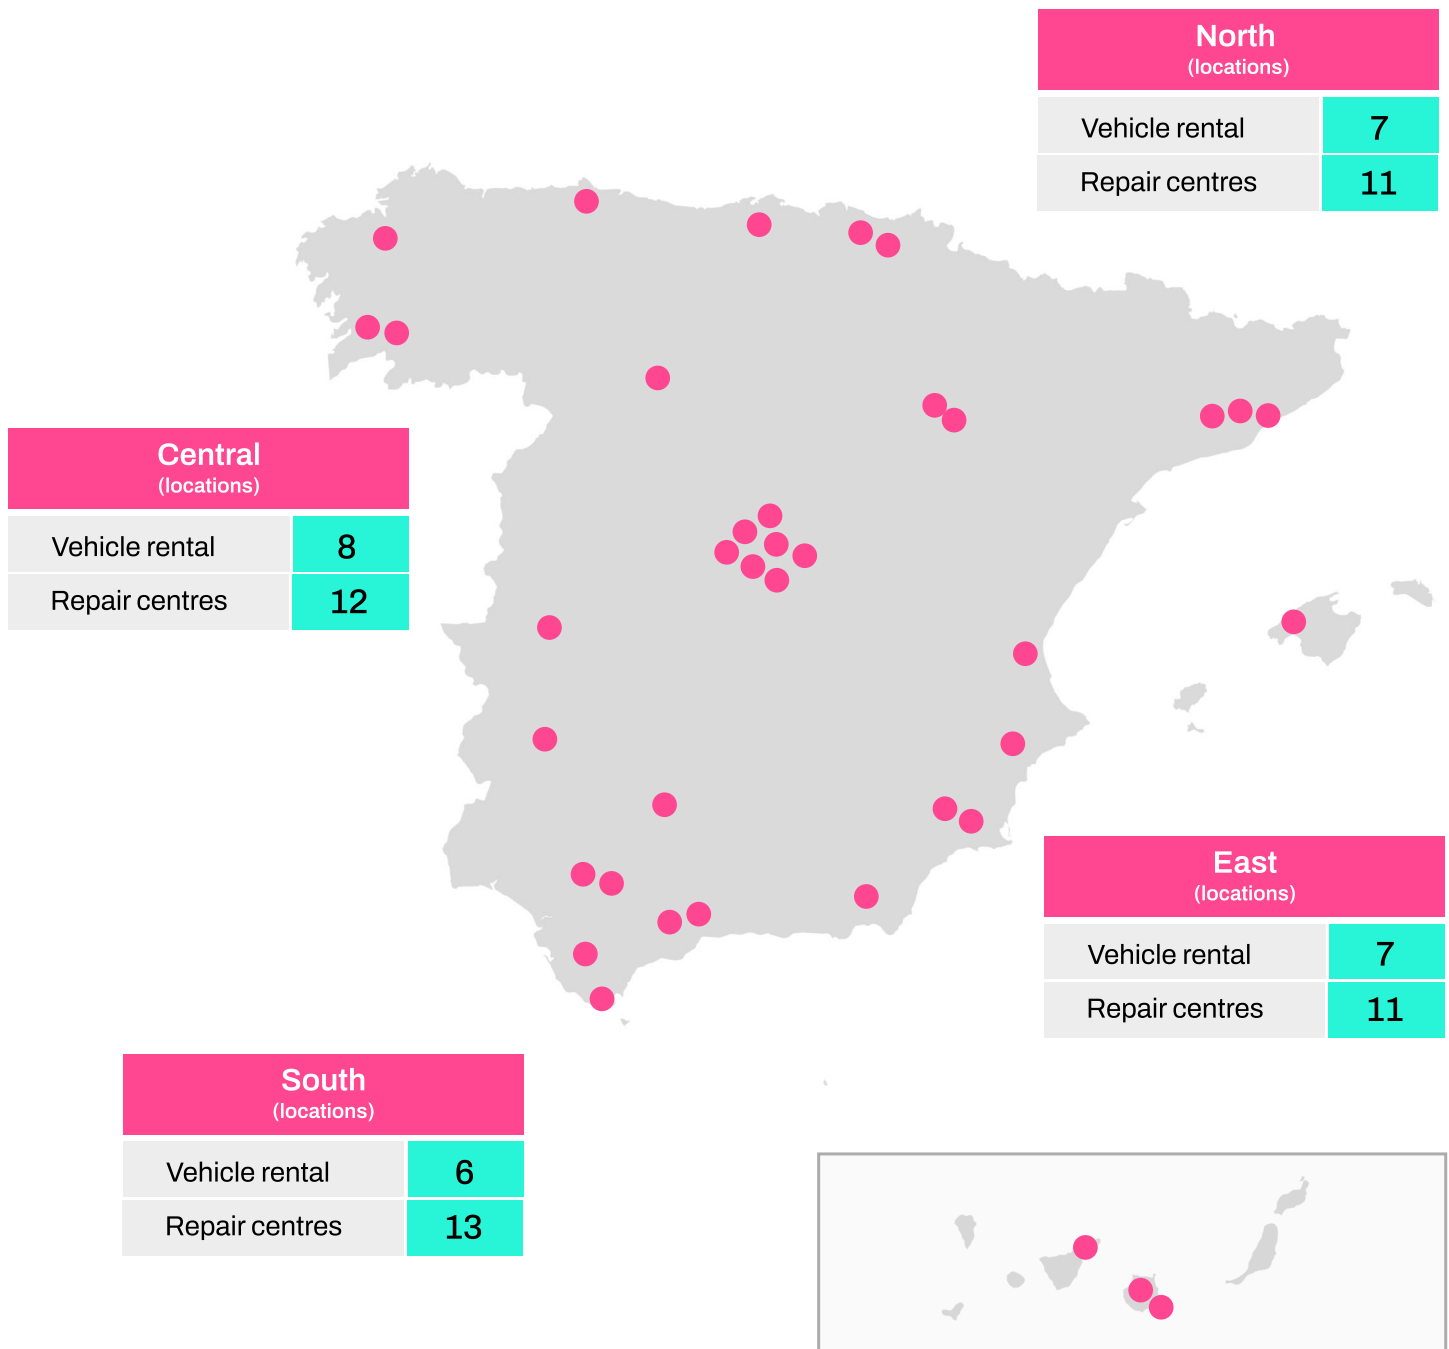 North
(locations)
Vehicle rental 7
Repair centres 11
Central
(locations)
Vehicle rental 8
Repair centres 12
East
(locations)
Vehicle rental 7
Repair centres 11
South
(locations)
Vehicle rental 6
Repair centres 13